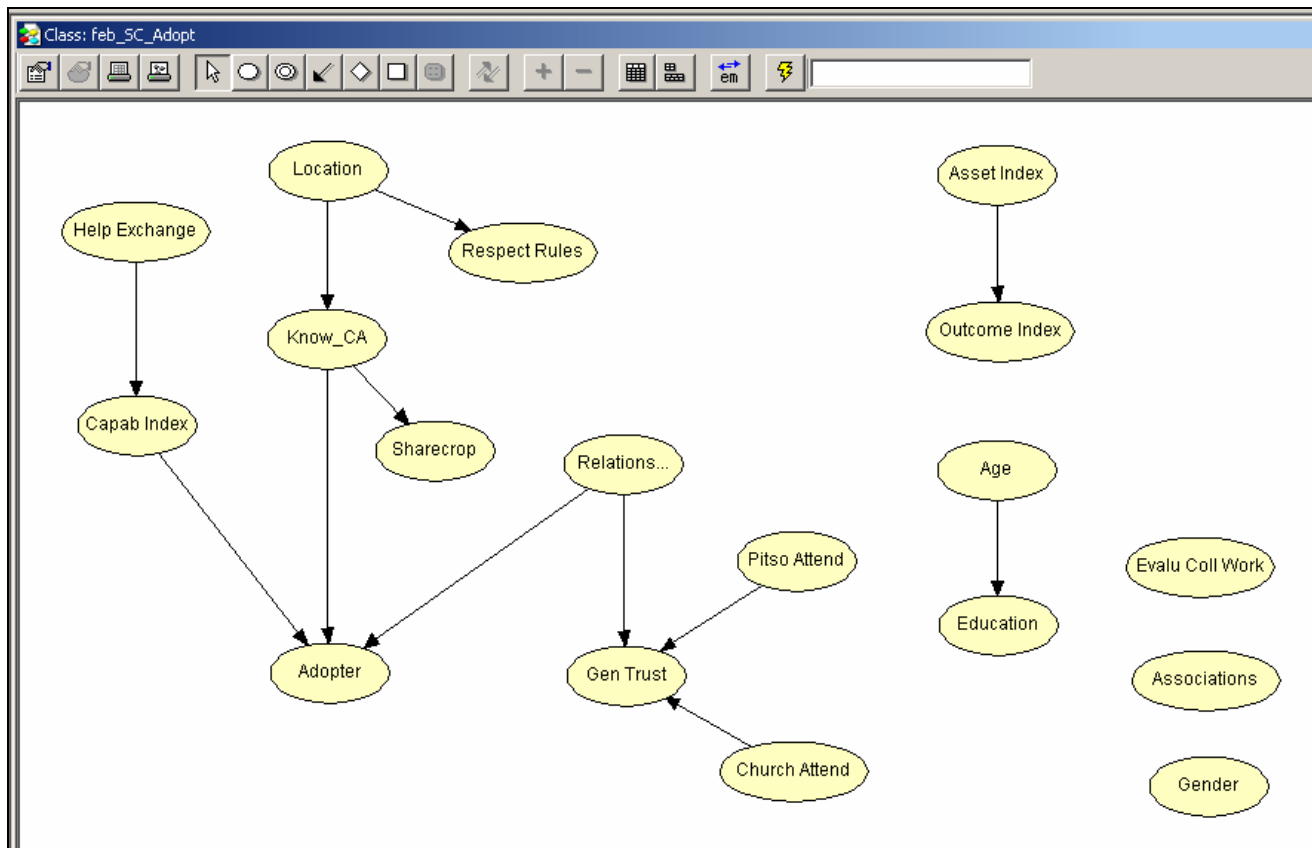 Class: feb_SC_Adopt
em
Location
Asset Index
Help Exchange
Respect Rules
Outcome Index
Know_CA
Capab Index
Sharecrop
Relations...
Age
Pitso Attend
Evalu Coll Work
Education
Adopter
Gen Trust
Associations
Church Attend
Gender